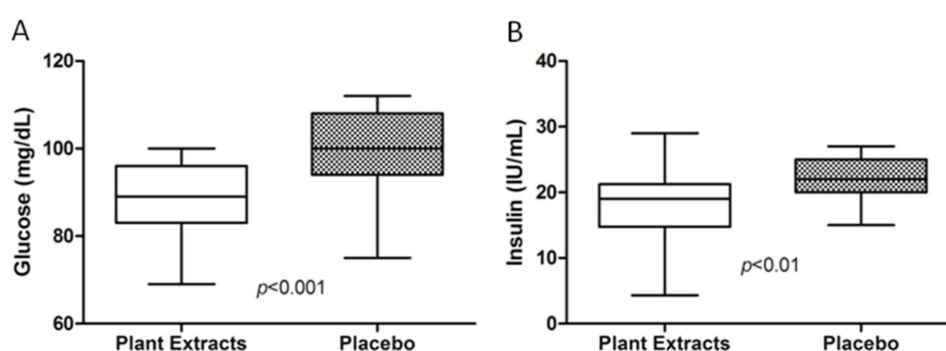 A
Glucose (mg/dL)
120
100
80
60
p<0.001
Plant Extracts
Placebo
B
Insulin (IU/mL)
40
30
20
10
0
p<0.01
Plant Extracts
Placebo